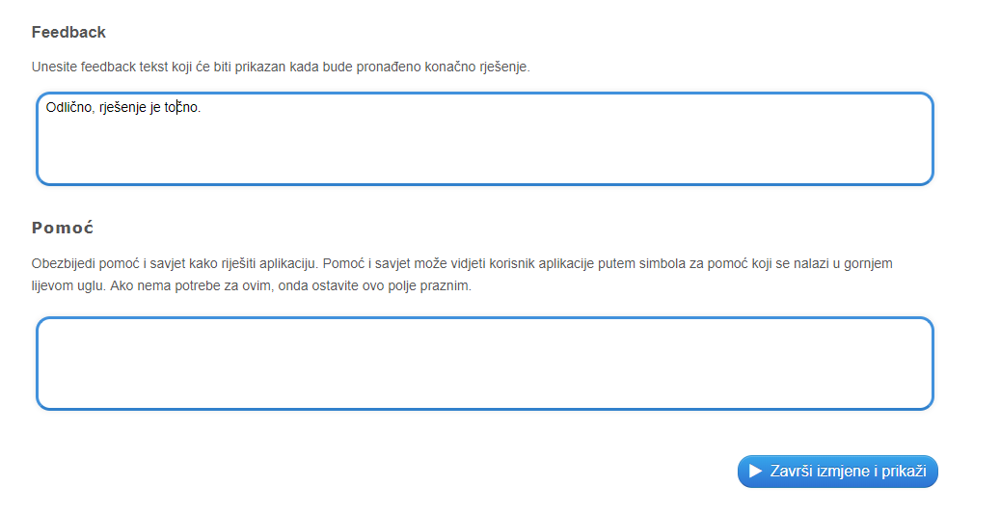 Feedback
Unesite feedback tekst koji će biti prikazan kada bude pronađeno konačno rješenje.
Odlično, rješenje je točno.
Pomoć
Obezbijedi pomoć i savjet kako riješiti aplikaciju. Pomoć i savjet može vidjeti korisnik aplikacije putem simbola za pomoć koji se nalazi u gornjem
lijevom uglu. Ako nema potrebe za ovim, onda ostavite ovo polje praznim.
Završi izmjene i prikaži